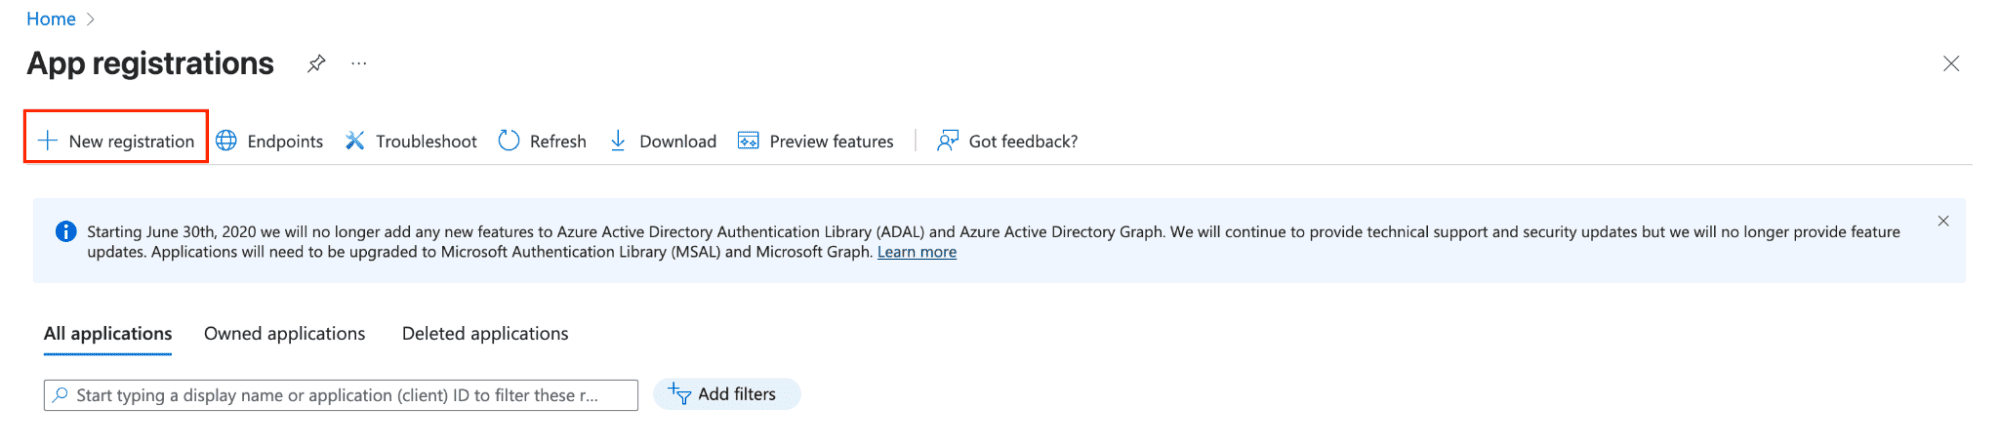 Home
App registrations
New registration
Endpoints
Troubleshoot
Refresh
Download
Preview features
Got feedback?
Starting June 30th, 2020 we will no longer add any new features to Azure Active Directory Authentication Library (ADAL) and Azure Active Directory Graph. We will continue to provide technical support and security updates but we will no longer provide feature
updates. Applications will need to be upgraded to Microsoft Authentication Library (MSAL) and Microsoft Graph. Learn more
All applications
Owned applications
Deleted applications
Start typing a display name or application (client) ID to filter these r...
Add filters